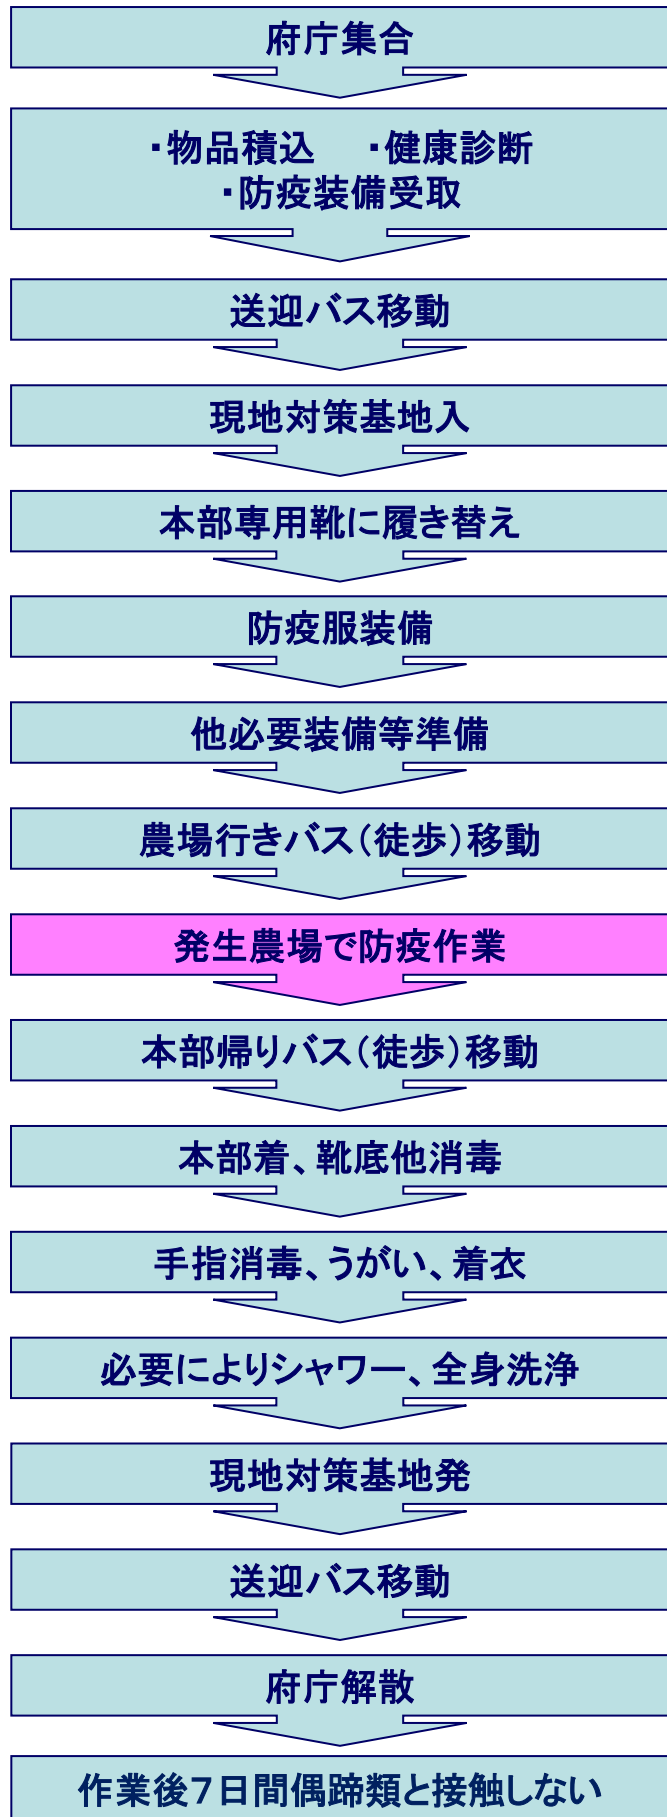 府庁集合
・物品積込　・健康診断
・防疫装備受取
送迎バス移動
現地対策基地入
本部専用靴に履き替え
防疫服装備
他必要装備等準備
農場行きバス（徒歩）移動
発生農場で防疫作業
本部帰りバス（徒歩）移動
本部着、靴底他消毒
手指消毒、うがい、着衣
必要によりシャワー、全身洗浄
現地対策基地発
送迎バス移動
府庁解散
作業後７日間偶蹄類と接触しない